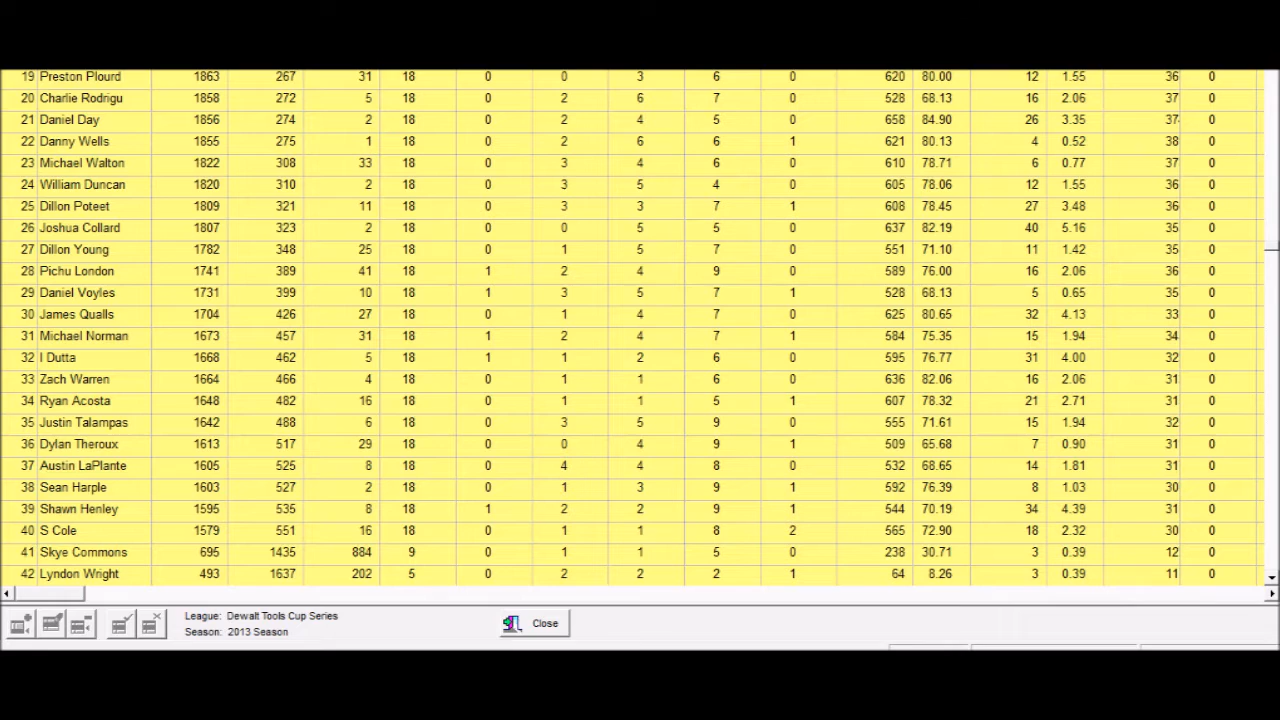 19 Preston Plourd 1863 267 31 18 0 0 3 6 0 620 80.00 12 1.55 36 0
20 Charlie Rodrigu 1858 272 5 18 0 2 6 7 0 528 68.13 16 2.06 37 0
21 Daniel Day 1856 274 2 18 0 2 4 5 0 658 84.90 26 3.35 37 0
22 Danny Wells 1855 275 1 18 0 2 6 6 1 621 80.13 4 0.52 38 0
23 Michael Walton 1822 308 33 18 0 3 4 6 0 610 78.71 6 0.77 37 0
24 William Duncan 1820 310 2 18 0 3 5 4 0 605 78.06 12 1.55 36 0
25 Dillon Poteet 1809 321 11 18 0 3 3 7 1 608 78.45 27 3.48 36 0
26 Joshua Collard 1807 323 2 18 0 0 5 5 0 637 82.19 40 5.16 35 0
27 Dillon Young 1782 348 25 18 0 1 5 7 0 551 71.10 11 1.42 35 0
28 Pichu London 1741 389 41 18 1 2 4 9 0 589 76.00 16 2.06 36 0
29 Daniel Voyles 1731 399 10 18 1 3 5 7 1 528 68.13 5 0.65 35 0
30 James Qualls 1704 426 27 18 0 1 4 7 0 625 80.65 32 4.13 33 0
31 Michael Norman 1673 457 31 18 1 2 4 7 1 584 75.35 15 1.94 34 0
32 I Dutta 1668 462 5 18 1 1 2 6 0 595 76.77 31 4.00 32 0
33 Zach Warren 1664 466 4 18 0 1 1 6 0 636 82.06 16 2.06 31 0
34 Ryan Acosta 1648 482 16 18 0 1 1 5 1 607 78.32 21 2.71 31 0
35 Justin Talampas 1642 488 6 18 0 3 5 9 0 555 71.61 15 1.94 32 0
36 Dylan Theroux 1613 517 29 18 0 0 4 9 1 509 65.68 7 0.90 31 0
37 Austin LaPlante 1605 525 8 18 0 4 4 8 0 532 68.65 14 1.81 31 0
38 Sean Harple 1603 527 2 18 0 1 3 9 1 592 76.39 8 1.03 30 0
39 Shawn Henley 1595 535 8 18 1 2 2 9 1 544 70.19 34 4.39 31 0
40 S Cole 1579 551 16 18 0 1 1 8 2 565 72.90 18 2.32 30 0
41 Skye Commons 695 1435 884 9 0 1 1 5 0 238 30.71 3 0.39 12 0
42 Lyndon Wright 493 1637 202 5 0 2 2 2 1 64 8.26 3 0.39 11 0
League: Dewalt Tools Cup Series
Season: 2013 Season
Close